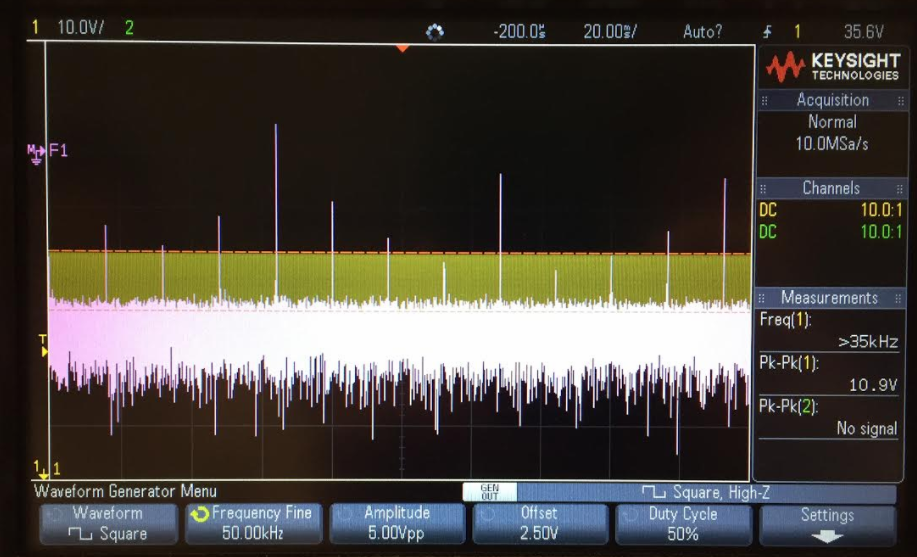 1 10.0V/ 2 -200.0µs 20.00ms/ Auto? 1 35.6V
KEYSIGHT
TECHNOLOGIES
Acquisition
Normal
10.0MSa/s
Channels
DC 10.0:1
DC 10.0:1
Measurements
Freq(1):
>35kHz
Pk-Pk(1):
10.9V
Pk-Pk(2):
No signal
M F1
T
1 1
Waveform Generator Menu
GEN OUT
Square, High-Z
Waveform
Square
Frequency Fine
50.00kHz
Amplitude
5.00Vpp
Offset
2.50V
Duty Cycle
50%
Settings